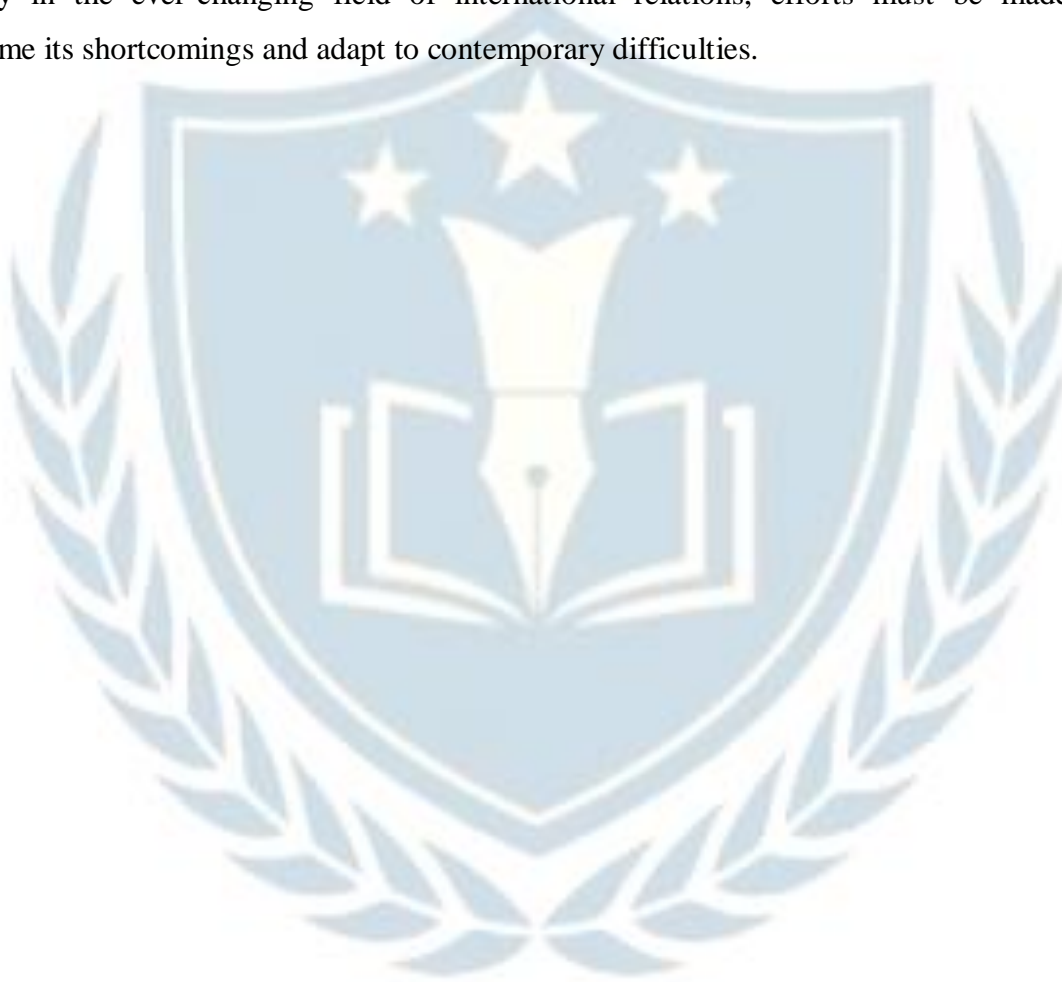 y in the ever-changing field of international relations, efforts must be made
me its shortcomings and adapt to contemporary difficulties.